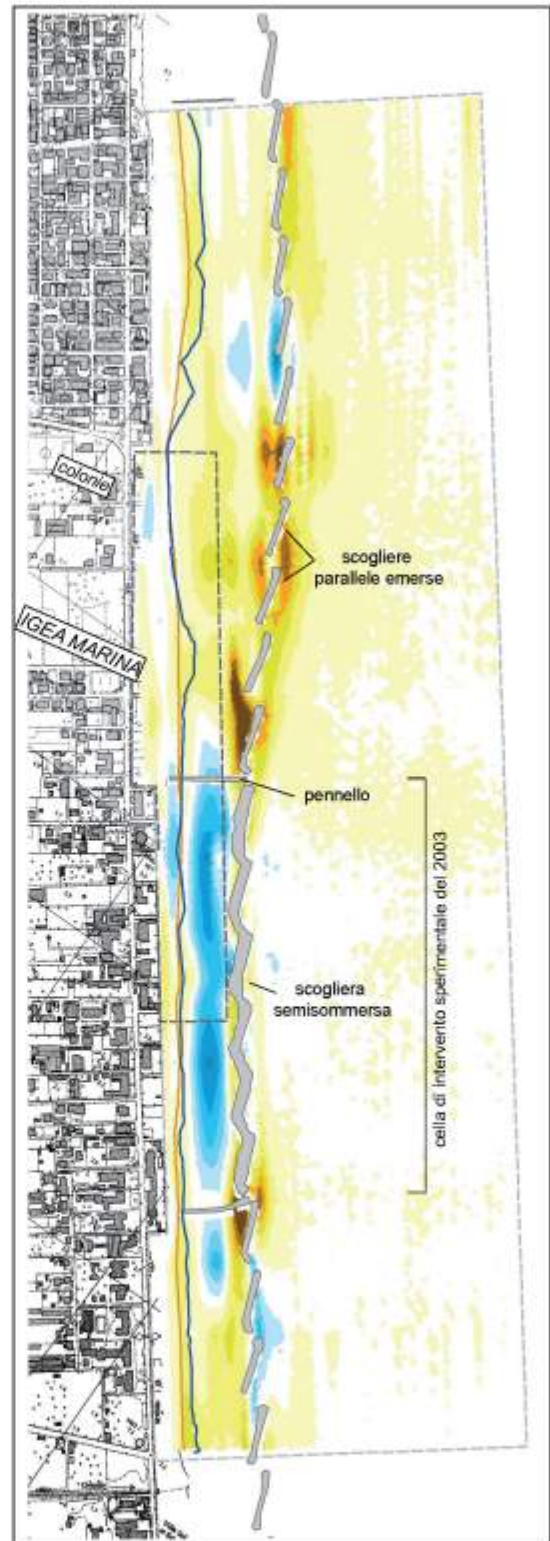 colonie
scogliere
parallele emerse
IGEA MARINA
pennello
cella di intervento sperimentale del 2003
scogliera
semisommersa